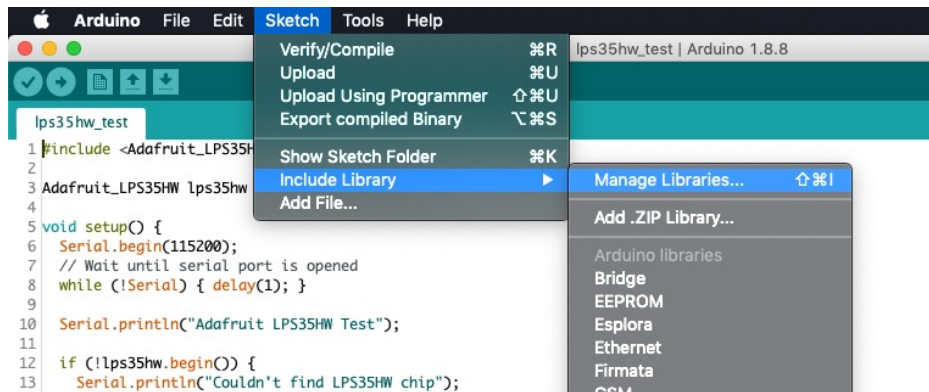 Arduino File Edit Sketch Tools Help
lps35hw_test | Arduino 1.8.8
Verify/Compile ⌘R
Upload ⌘U
Upload Using Programmer ⇧⌘U
Export compiled Binary ⌥⌘S
Show Sketch Folder ⌘K
Include Library ▶
Add File...
Manage Libraries... ⇧⌘I
Add .ZIP Library...
Arduino libraries
Bridge
EEPROM
Esplora
Ethernet
Firmata
lps35hw_test
1 #include <Adafruit_LPS35H
2
3 Adafruit_LPS35HW lps35hw
4
5 void setup() {
6 Serial.begin(115200);
7 // Wait until serial port is opened
8 while (!Serial) { delay(1); }
9
10 Serial.println("Adafruit LPS35HW Test");
11
12 if (!lps35hw.begin()) {
13 Serial.println("Couldn't find LPS35HW chip");